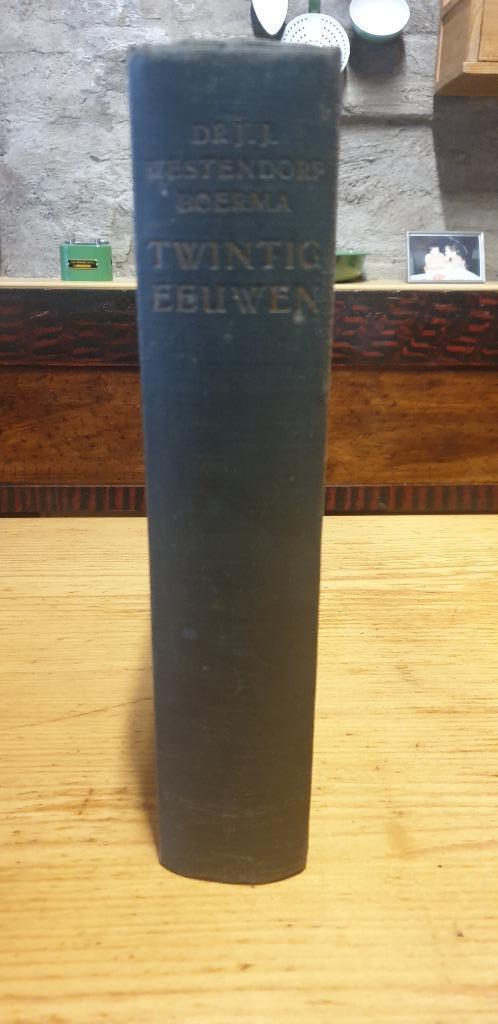 DR J. J.
WESTENDORP
BOERMA
TWINTIG
EEUWEN